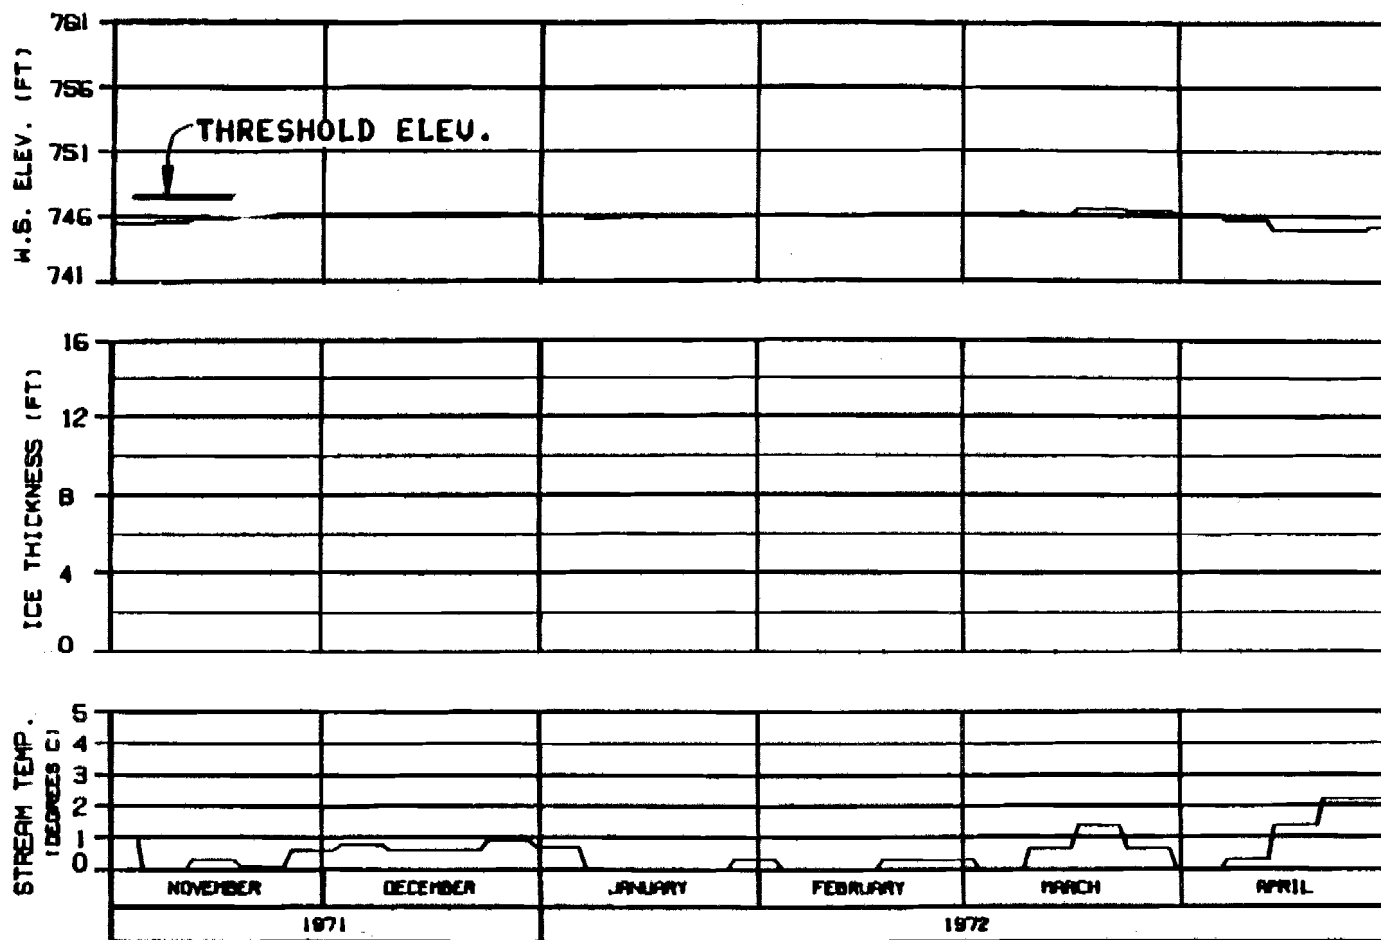 761
W.S. ELEV. (FT)
756
THRESHOLD ELEV.
751
746
741
16
ICE THICKNESS (FT)
12
8
4
0
5
STREAM TEMP.
(DEGREES C)
4
3
2
1
0
NOVEMBER DECEMBER JANUARY FEBRUARY MARCH APRIL
1971 1972